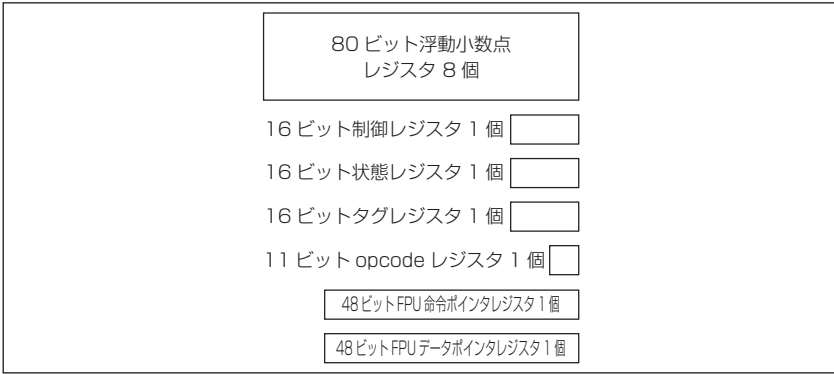 80 ビット浮動小数点
レジスタ 8 個
16 ビット制御レジスタ 1 個
16 ビット状態レジスタ 1 個
16 ビットタグレジスタ 1 個
11 ビット opcode レジスタ 1 個
48 ビット FPU 命令ポインタレジスタ 1 個
48 ビット FPU データポインタレジスタ 1 個